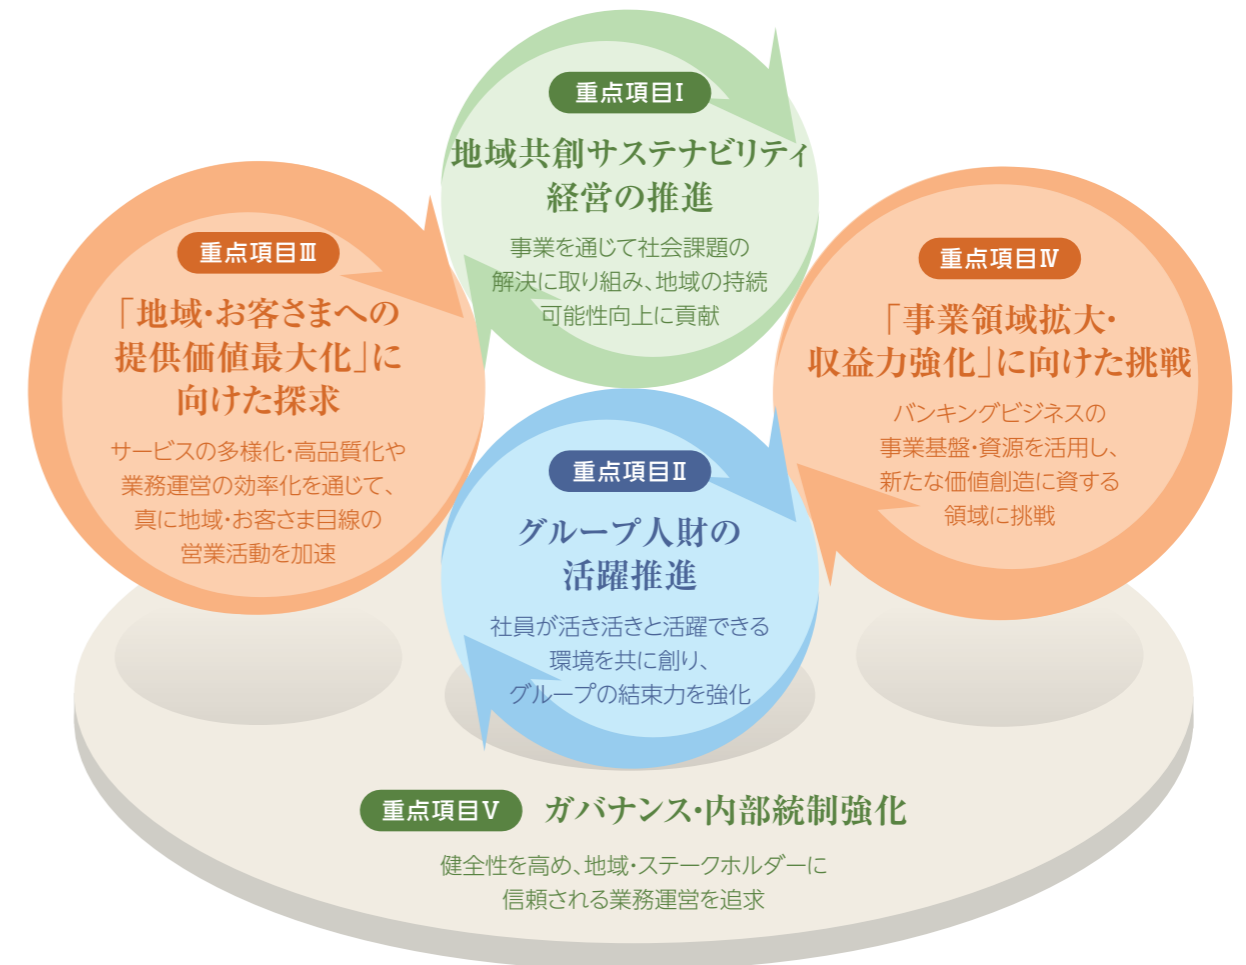 重点項目Ⅰ
地域共創サステナビリティ
経営の推進
事業を通じて社会課題の
解決に取り組み、地域の持続
可能性向上に貢献
重点項目Ⅱ
グループ人財の
活躍推進
社員が活き活きと活躍できる
環境を共に創り、
グループの結束力を強化
重点項目Ⅲ
「地域・お客さまへの
提供価値最大化」に
向けた探求
サービスの多様化・高品質化や
業務運営の効率化を通じて、
真に地域・お客さま目線の
営業活動を加速
重点項目Ⅳ
「事業領域拡大・
収益力強化」に向けた挑戦
バンキングビジネスの
事業基盤・資源を活用し、
新たな価値創造に資する
領域に挑戦
重点項目Ⅴ
ガバナンス・内部統制強化
健全性を高め、地域・ステークホルダーに
信頼される業務運営を追求